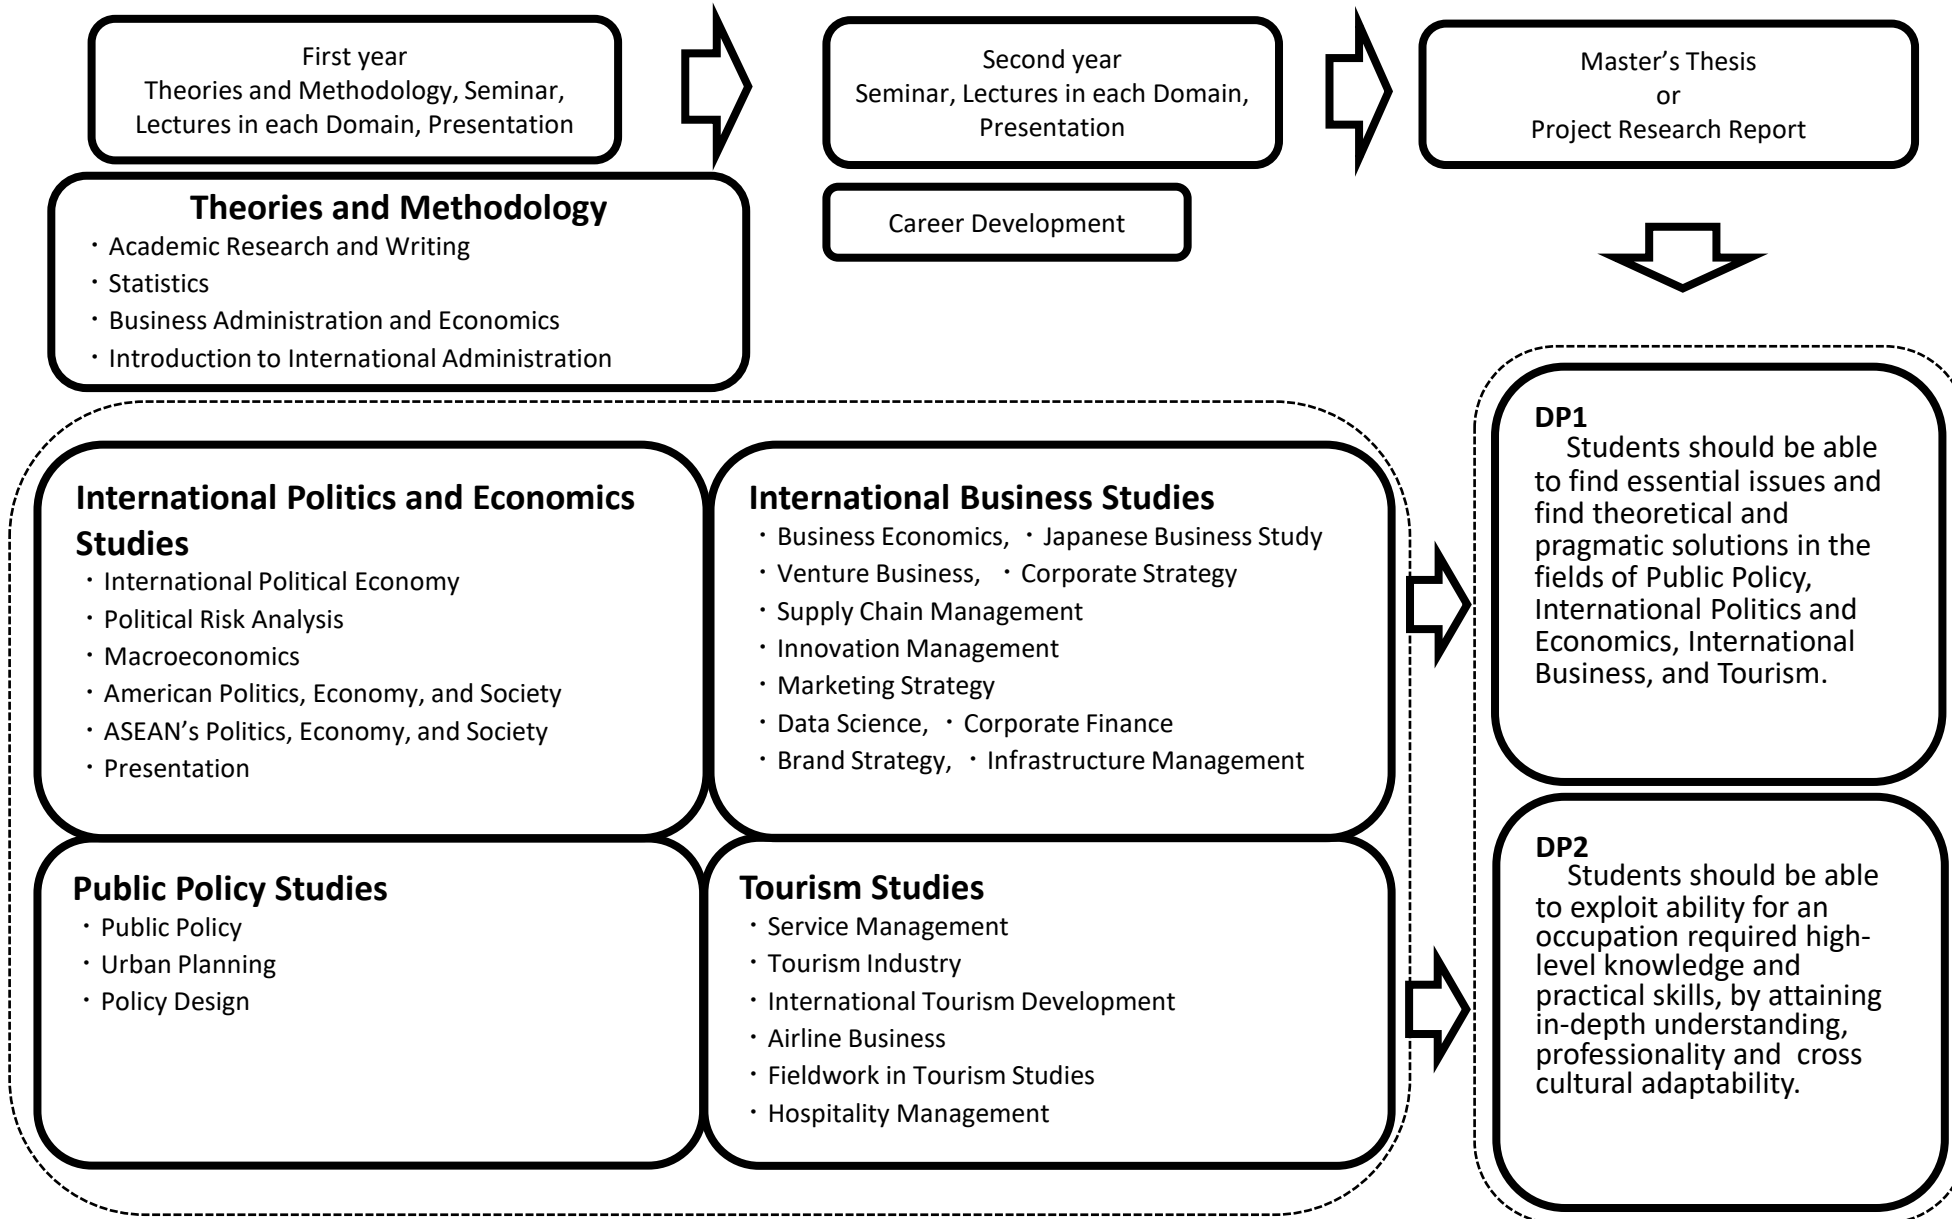 First year
Theories and Methodology, Seminar,
Lectures in each Domain, Presentation
Second year
Seminar, Lectures in each Domain,
Presentation
Master’s Thesis
or
Project Research Report
Theories and Methodology
・Academic Research and Writing
・Statistics
・Business Administration and Economics
・Introduction to International Administration
Career Development
International Politics and Economics
Studies
・International Political Economy
・Political Risk Analysis
・Macroeconomics
・American Politics, Economy, and Society
・ASEAN’s Politics, Economy, and Society
・Presentation
International Business Studies
・Business Economics, ・Japanese Business Study
・Venture Business, ・Corporate Strategy
・Supply Chain Management
・Innovation Management
・Marketing Strategy
・Data Science, ・Corporate Finance
・Brand Strategy, ・Infrastructure Management
Public Policy Studies
・Public Policy
・Urban Planning
・Policy Design
Tourism Studies
・Service Management
・Tourism Industry
・International Tourism Development
・Airline Business
・Fieldwork in Tourism Studies
・Hospitality Management
DP1
Students should be able
to find essential issues and
find theoretical and
pragmatic solutions in the
fields of Public Policy,
International Politics and
Economics, International
Business, and Tourism.
DP2
Students should be able
to exploit ability for an
occupation required high-
level knowledge and
practical skills, by attaining
in-depth understanding,
professionality and cross
cultural adaptability.